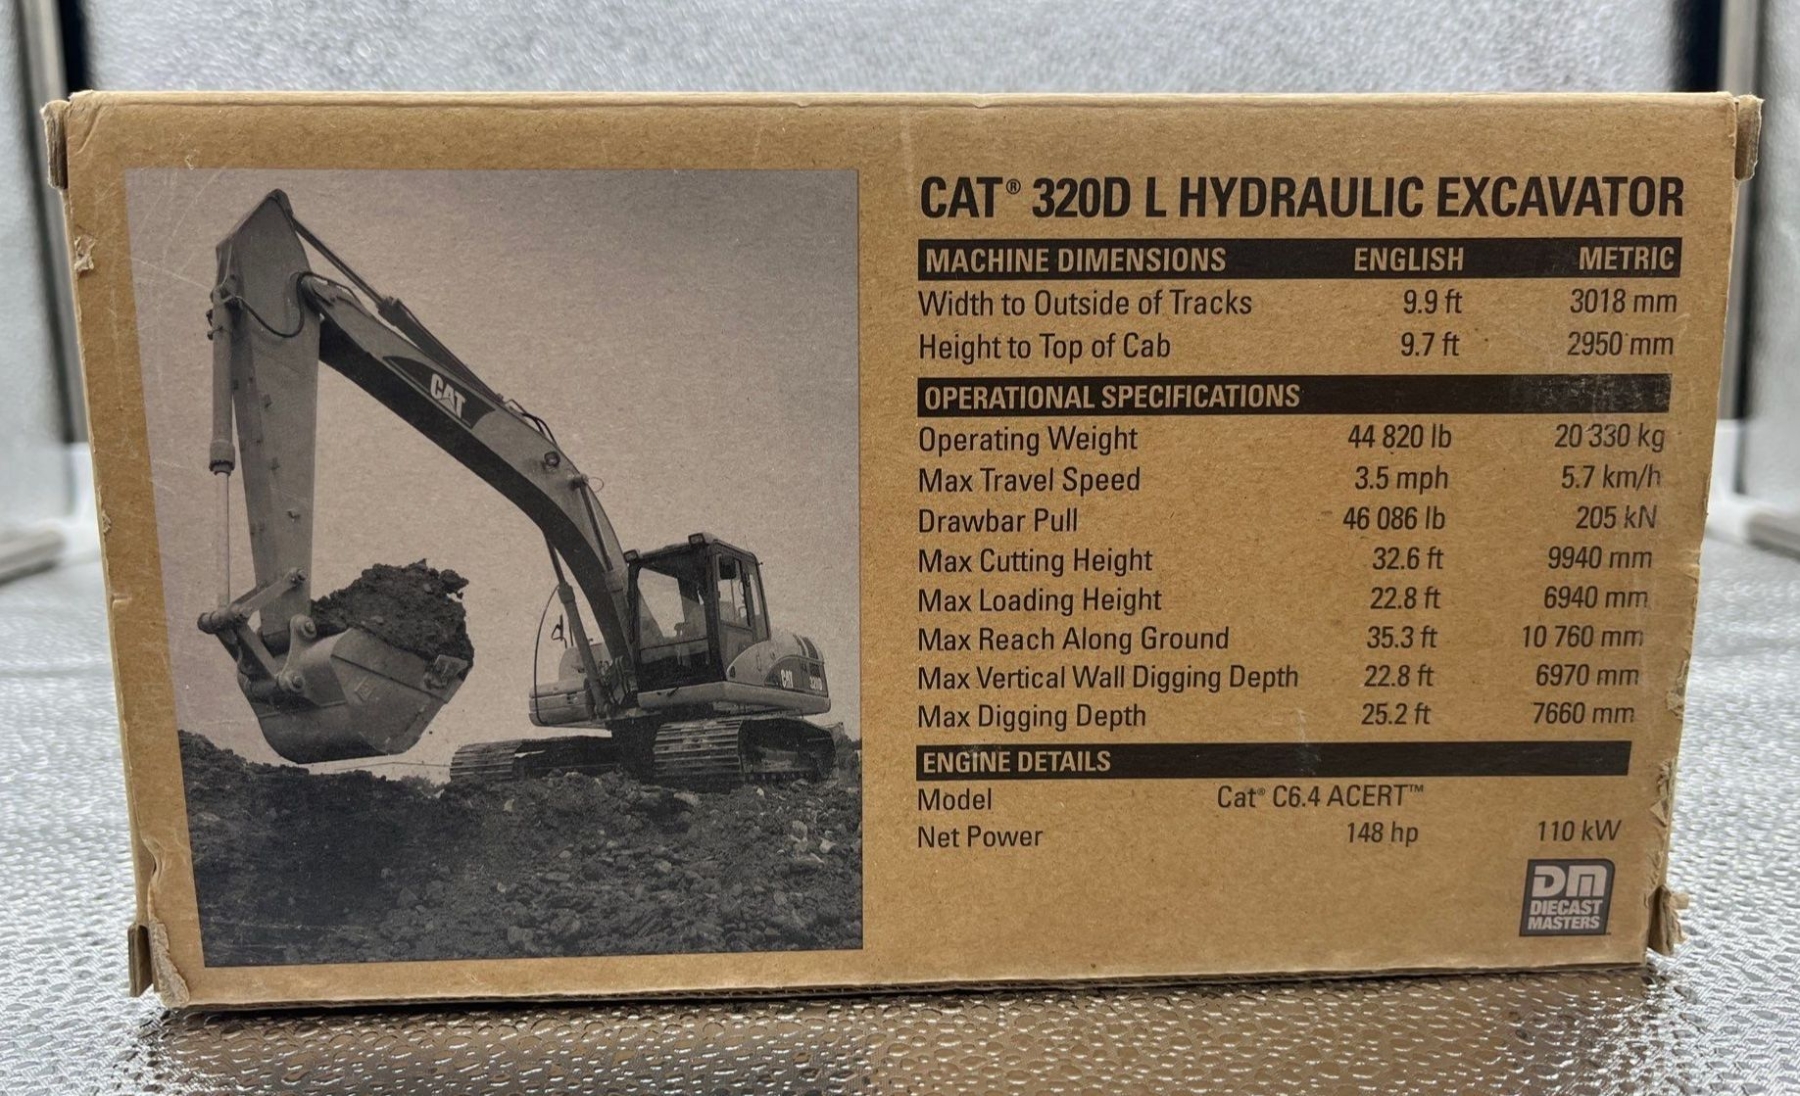 CAT® 320D L HYDRAULIC EXCAVATOR
MACHINE DIMENSIONS ENGLISH METRIC
Width to Outside of Tracks 9.9 ft 3018 mm
Height to Top of Cab 9.7 ft 2950 mm
OPERATIONAL SPECIFICATIONS
Operating Weight 44 820 lb 20 330 kg
Max Travel Speed 3.5 mph 5.7 km/h
Drawbar Pull 46 086 lb 205 kN
Max Cutting Height 32.6 ft 9940 mm
Max Loading Height 22.8 ft 6940 mm
Max Reach Along Ground 35.3 ft 10 760 mm
Max Vertical Wall Digging Depth 22.8 ft 6970 mm
Max Digging Depth 25.2 ft 7660 mm
ENGINE DETAILS
Model Cat® C6.4 ACERT™
Net Power 148 hp 110 kW
DM
DIECAST
MASTERS
CAT
CAT